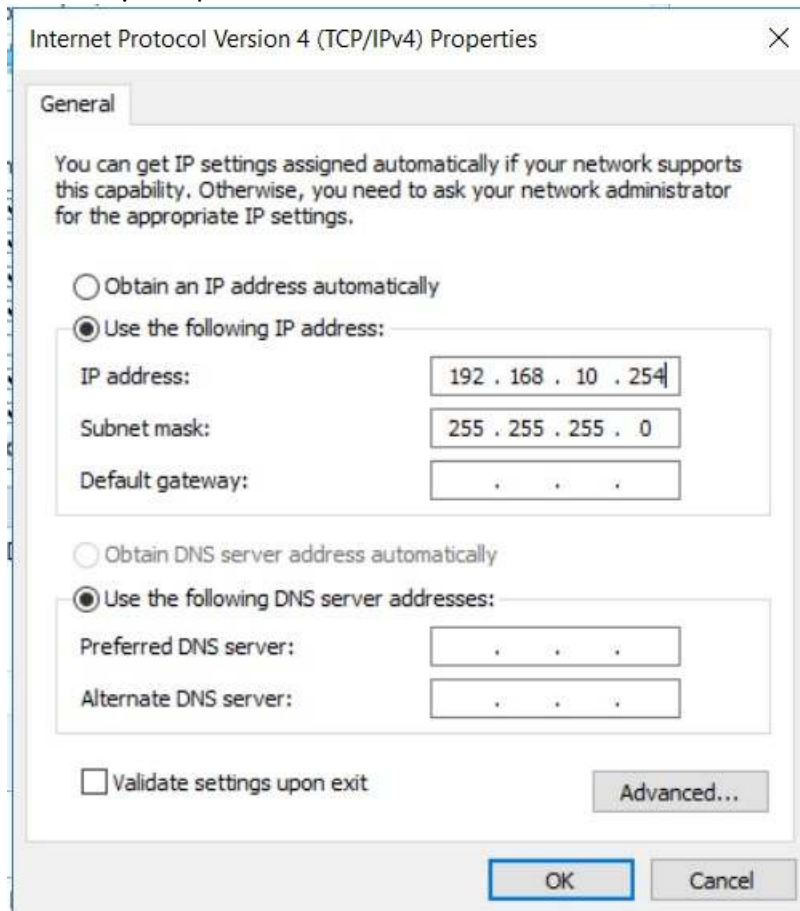 Internet Protocol Version 4 (TCP/IPv4) Properties
General
You can get IP settings assigned automatically if your network supports
this capability. Otherwise, you need to ask your network administrator
for the appropriate IP settings.
Obtain an IP address automatically
Use the following IP address:
IP address: 192 . 168 . 10 . 254
Subnet mask: 255 . 255 . 255 . 0
Default gateway: . . .
Obtain DNS server address automatically
Use the following DNS server addresses:
Preferred DNS server: . . .
Alternate DNS server: . . .
Validate settings upon exit
Advanced...
OK Cancel